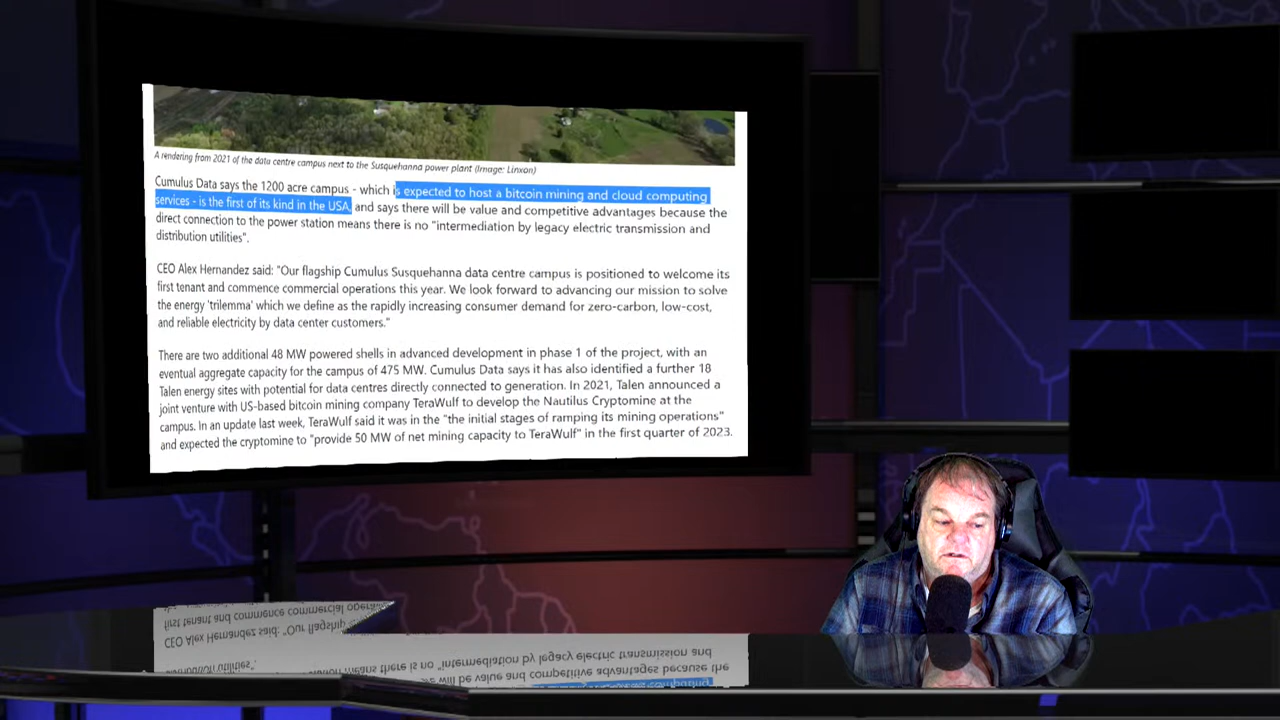 A rendering from 2021 of the data centre campus next to the Susquehanna power plant (Image: Linxon)
Cumulus Data says the 1200 acre campus - which is expected to host a bitcoin mining and cloud computing
services - is the first of its kind in the USA, and says there will be value and competitive advantages because the
direct connection to the power station means there is no "intermediation by legacy electric transmission and
distribution utilities".
CEO Alex Hernandez said: "Our flagship Cumulus Susquehanna data centre campus is positioned to welcome its
first tenant and commence commercial operations this year. We look forward to advancing our mission to solve
the energy 'trilemma' which we define as the rapidly increasing consumer demand for zero-carbon, low-cost,
and reliable electricity by data center customers."
There are two additional 48 MW powered shells in advanced development in phase 1 of the project, with an
eventual aggregate capacity for the campus of 475 MW. Cumulus Data says it has also identified a further 18
Talen energy sites with potential for data centres directly connected to generation. In 2021, Talen announced a
joint venture with US-based bitcoin mining company TeraWulf to develop the Nautilus Cryptomine at the
campus. In an update last week, TeraWulf said it was in the "the initial stages of ramping its mining operations"
and expected the cryptomine to "provide 50 MW of net mining capacity to TeraWulf" in the first quarter of 2023.